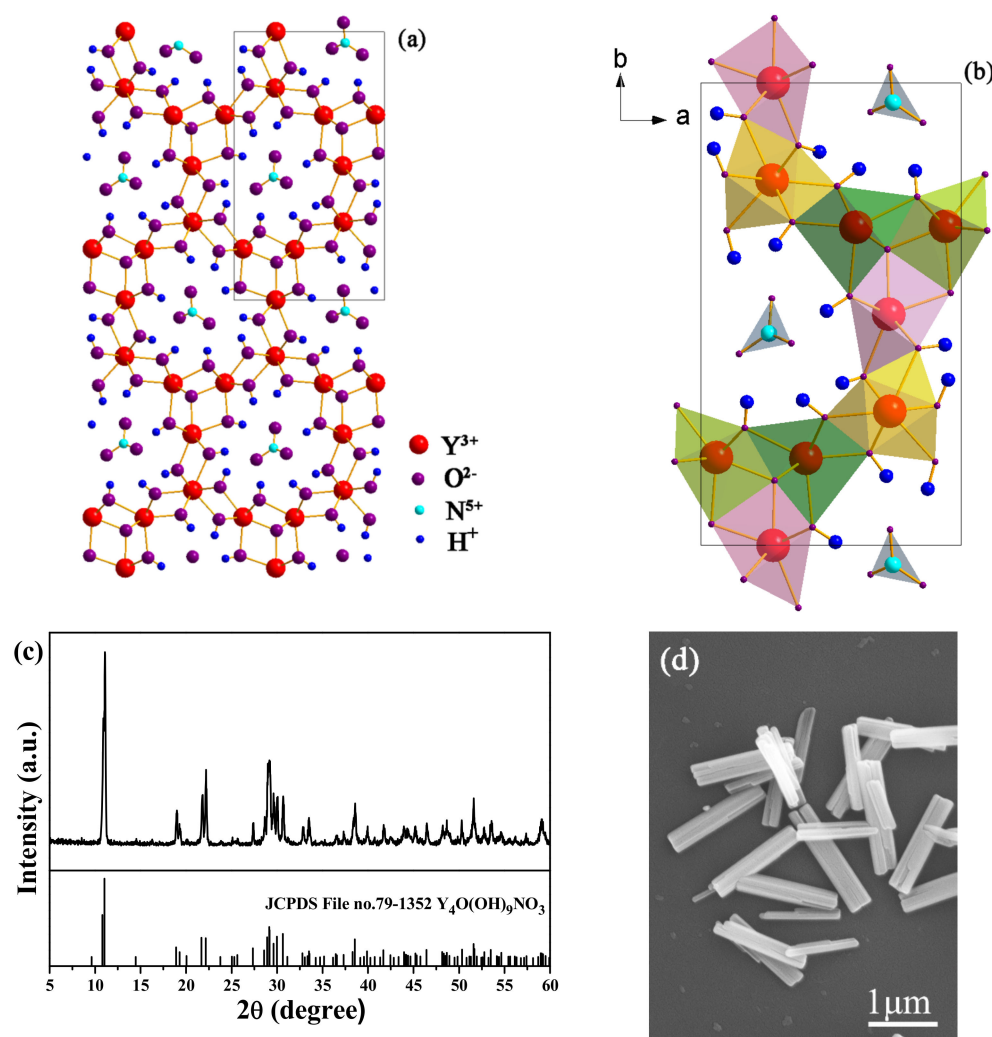 (a)
Y3+
O2-
N5+
H+
b
a
(b)
(c)
Intensity (a.u.)
JCPDS File no.79-1352 Y4O(OH)9NO3
5 10 15 20 25 30 35 40 45 50 55 60
2θ (degree)
(d)
1μm